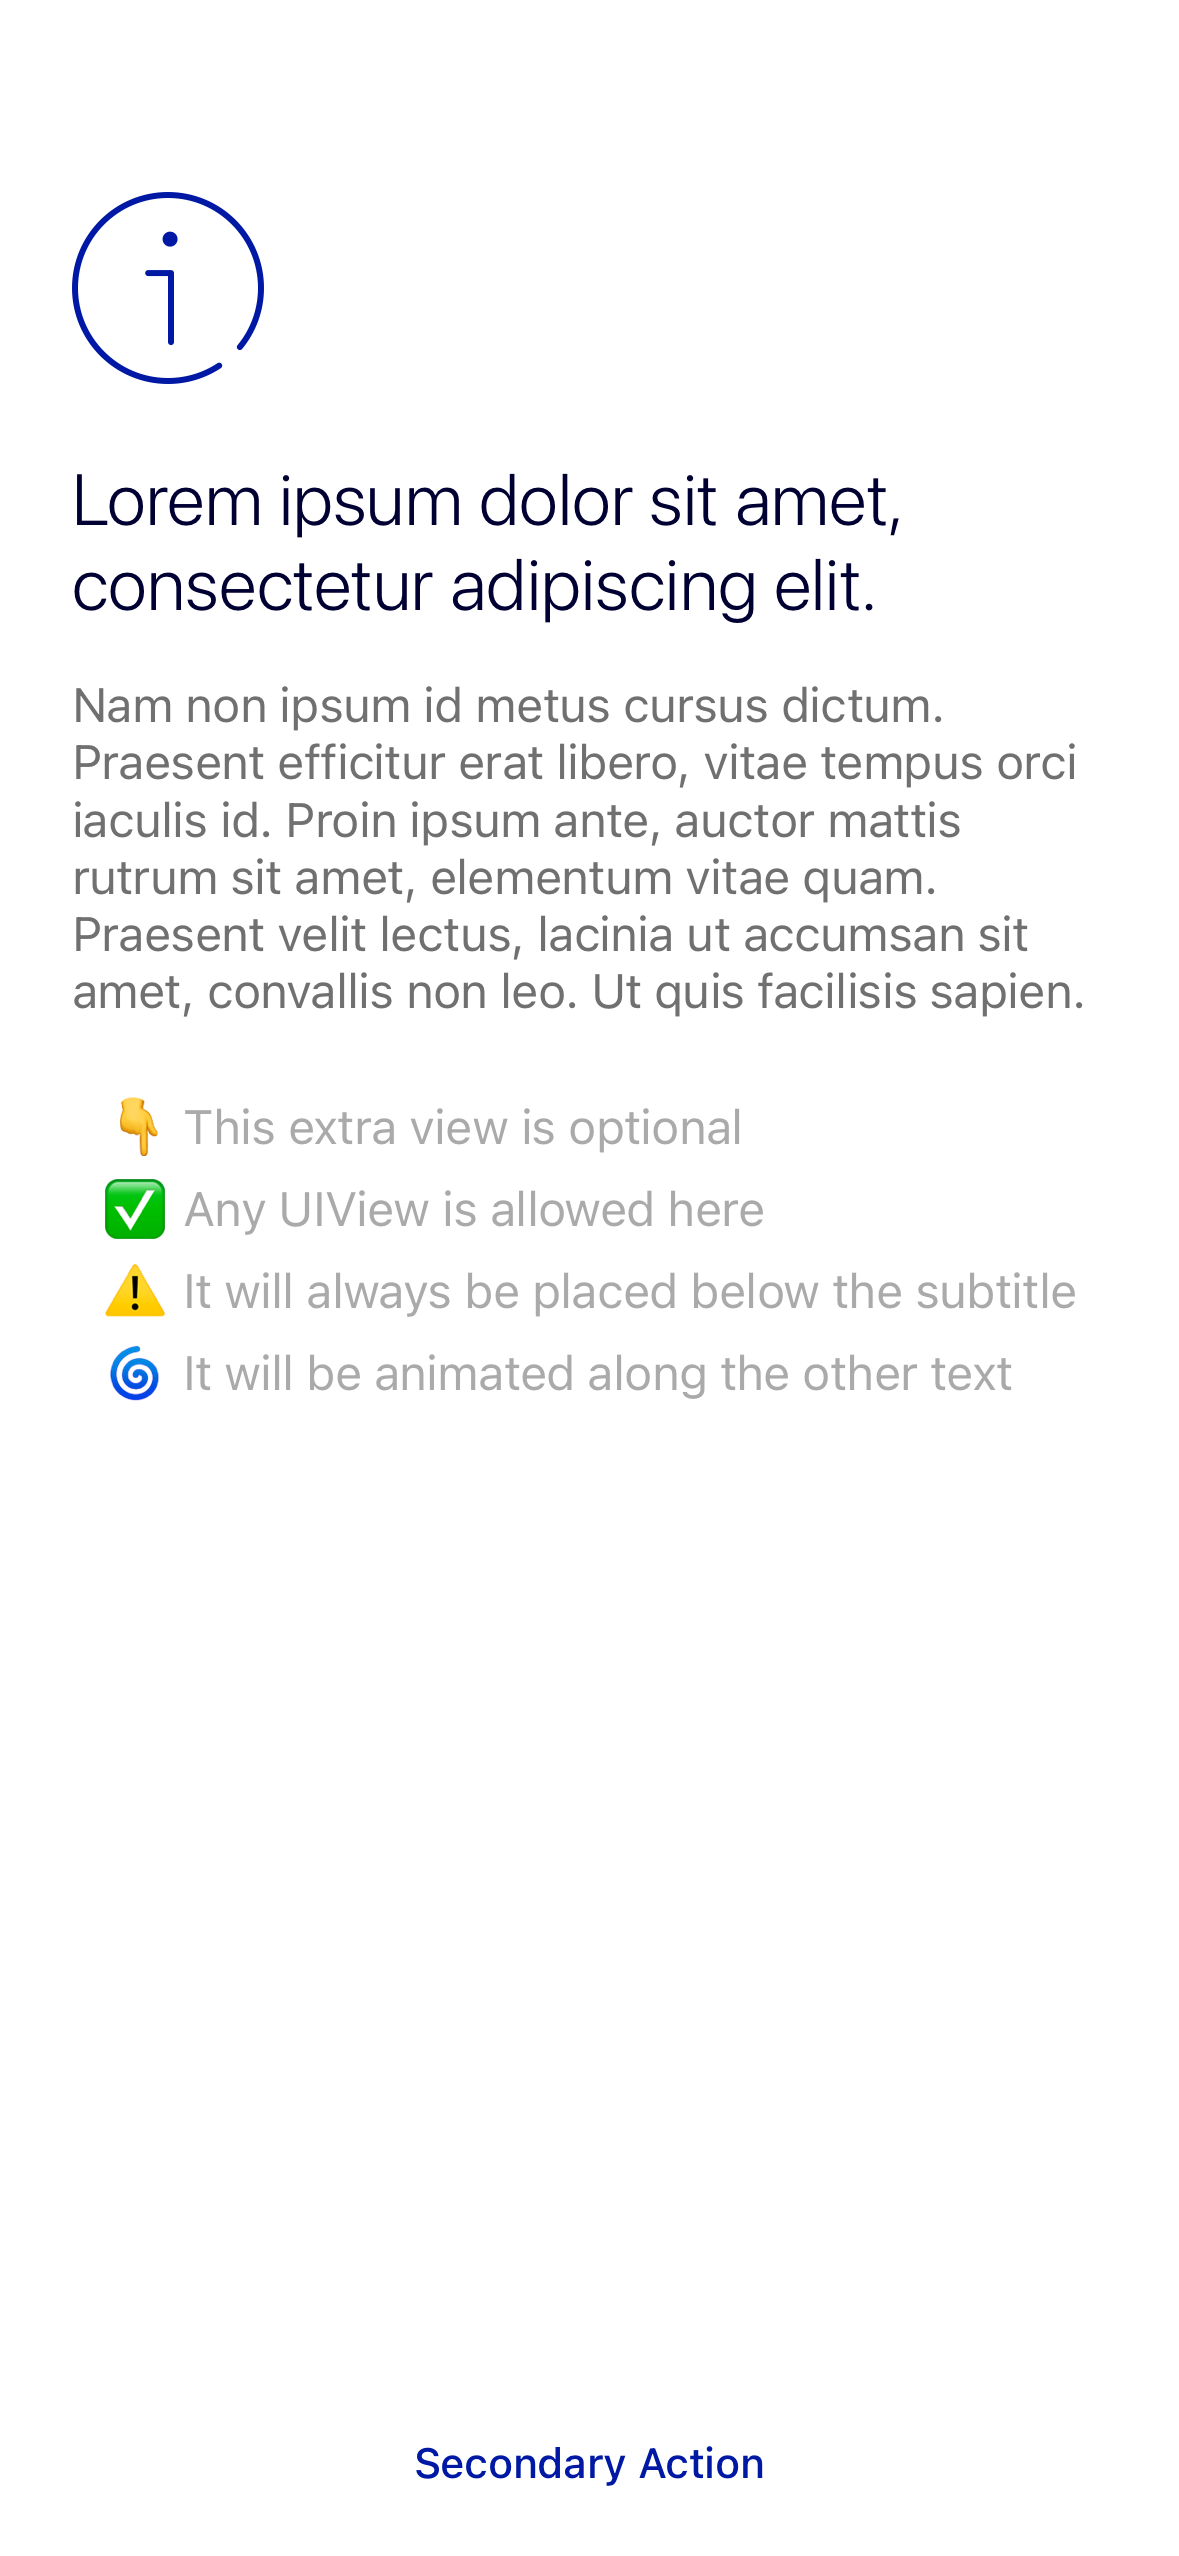 Lorem ipsum dolor sit amet,
consectetur adipiscing elit.
Nam non ipsum id metus cursus dictum.
Praesent efficitur erat libero, vitae tempus orci
iaculis id. Proin ipsum ante, auctor mattis
rutrum sit amet, elementum vitae quam.
Praesent velit lectus, lacinia ut accumsan sit
amet, convallis non leo. Ut quis facilisis sapien.
👇 This extra view is optional
✅ Any UIView is allowed here
⚠️ It will always be placed below the subtitle
🌀 It will be animated along the other text
Secondary Action